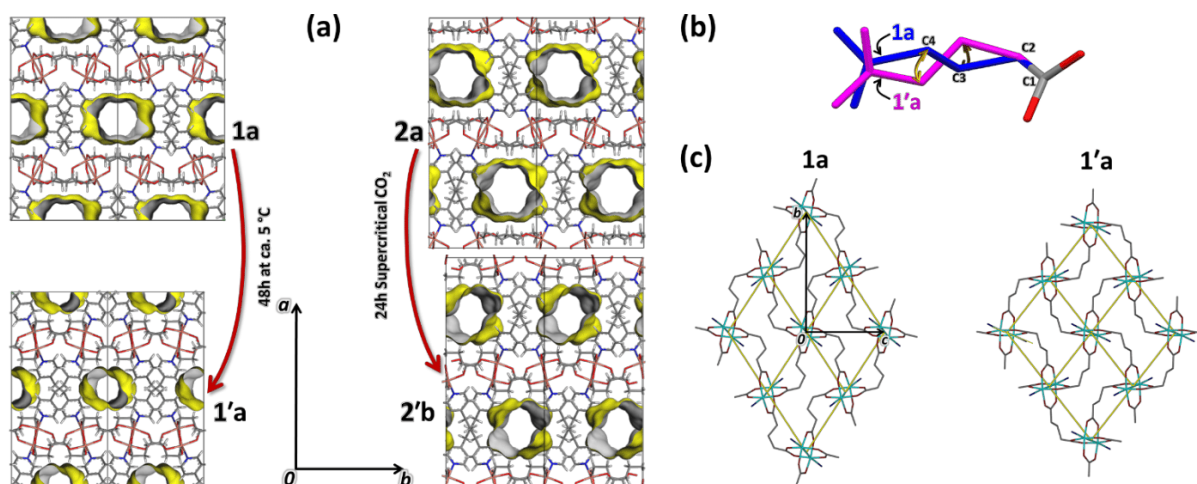 (a)
1a
48h at ca. 5 °C
1'a
a
0
b
2a
24h Supercritical CO2
2'b
(b)
1a
1'a
C4
C3
C2
C1
(c)
1a
1'a
b
0
c